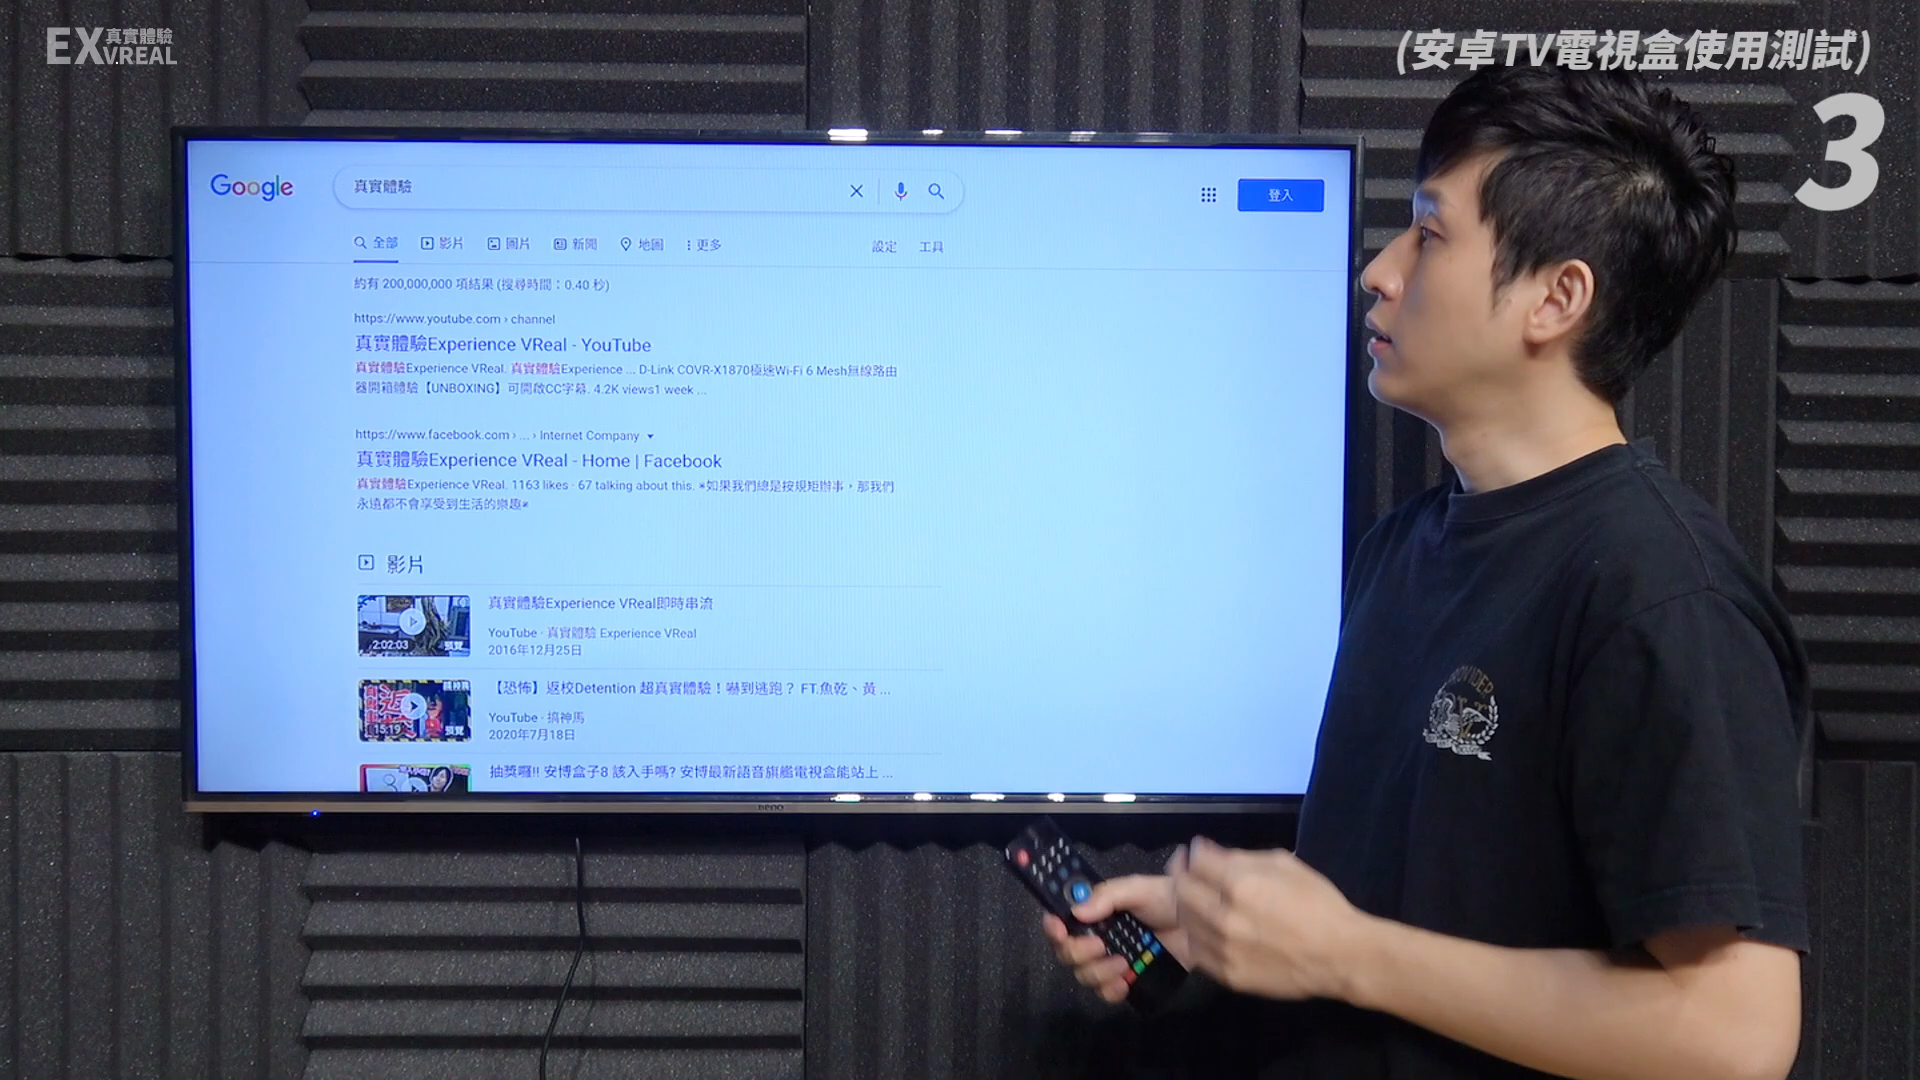 EX真實體驗
VREAL
(安卓TV電視盒使用測試)
3
Google
真實體驗
登入
全部 影片 圖片 新聞 地圖 更多 設定 工具
約有 200,000,000 項結果 (搜尋時間：0.40 秒)
https://www.youtube.com › channel
真實體驗Experience VReal - YouTube
真實體驗Experience VReal. 真實體驗Experience ... D-Link COVR-X1870極速Wi-Fi 6 Mesh無線路由
器開箱體驗【UNBOXING】可開啟CC字幕. 4.2K views1 week ...
https://www.facebook.com › ... › Internet Company
真實體驗Experience VReal - Home | Facebook
真實體驗Experience VReal. 1163 likes · 67 talking about this. *如果我們總是按規矩辦事，那我們
永遠都不會享受到生活的樂趣*
影片
2:02:03 預覽
真實體驗Experience VReal即時串流
YouTube · 真實體驗 Experience VReal
2016年12月25日
15:19 預覽
【恐怖】返校Detention 超真實體驗！嚇到逃跑？ FT.魚乾、黃 ...
YouTube · 搞神馬
2020年7月18日
抽獎囉!! 安博盒子8 該入手嗎? 安博最新語音旗艦電視盒能站上 ...
BenQ